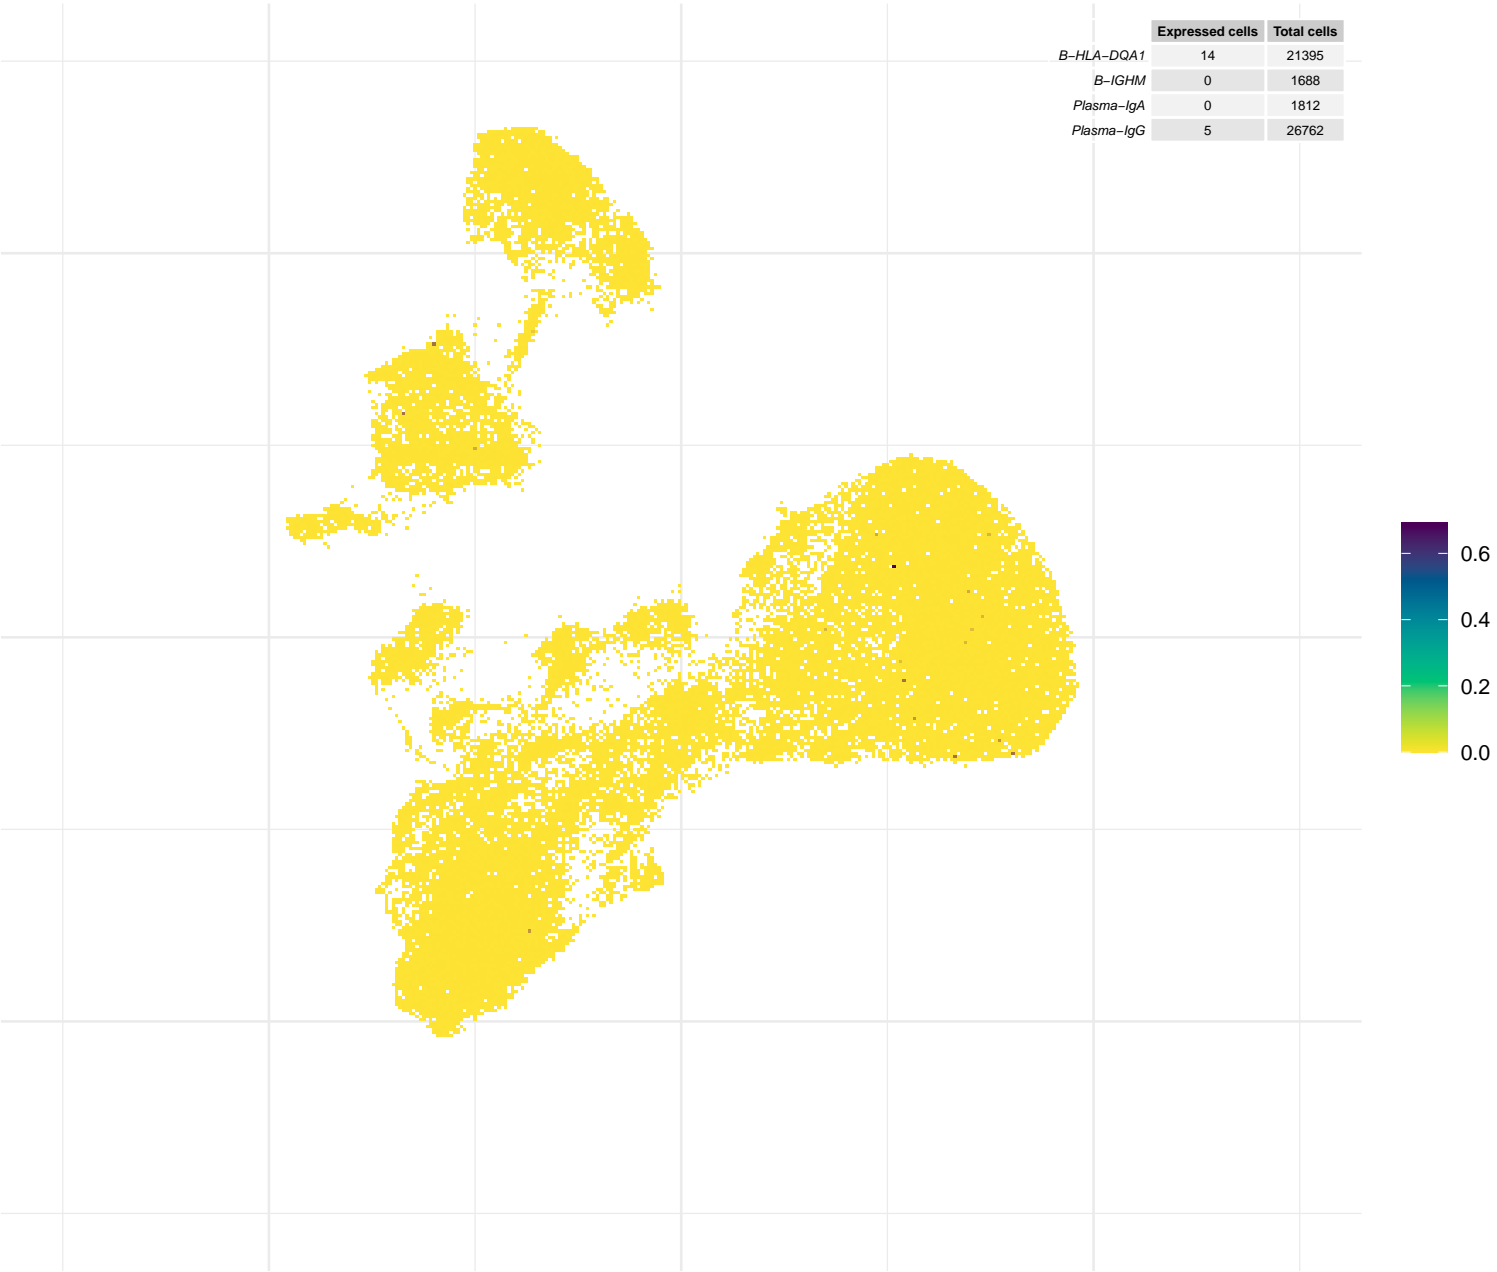 Expressed cells Total cells
B−HLA−DQA1 14 21395
B−IGHM 0 1688
Plasma−IgA 0 1812
Plasma−IgG 5 26762
0.6
0.4
0.2
0.0